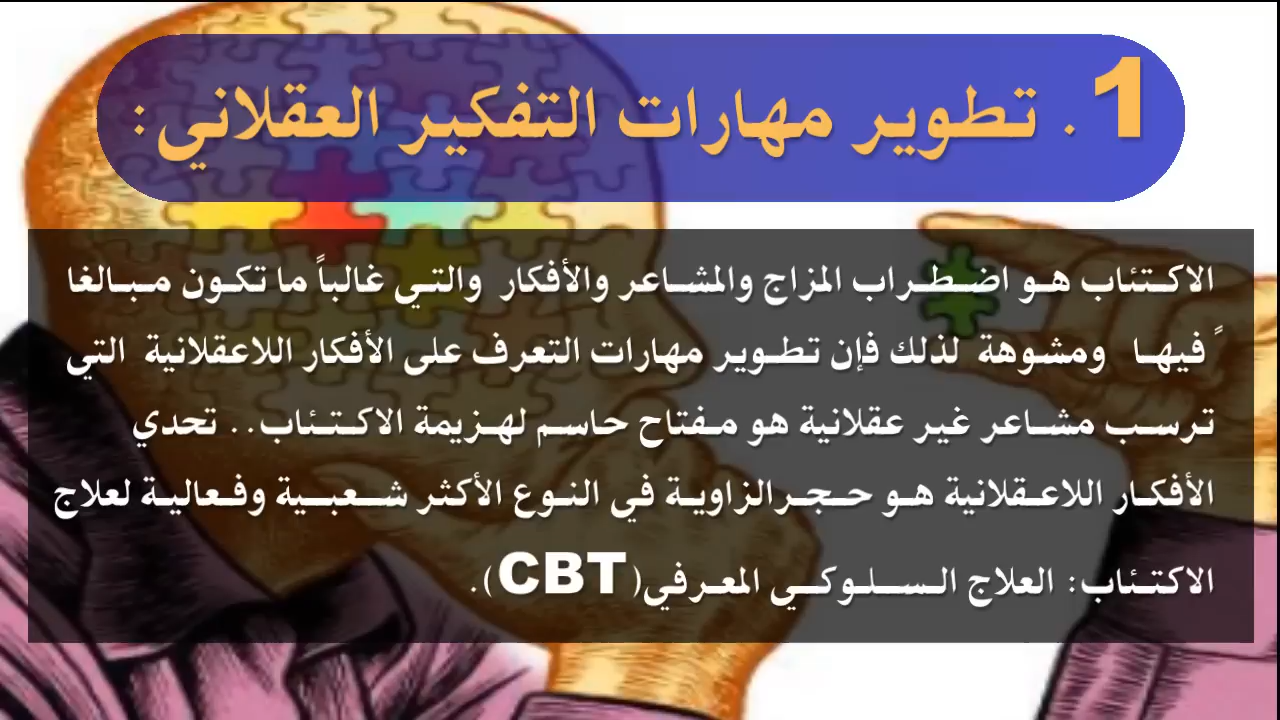 1. تطوير مهارات التفكير العقلاني:
الاكتئاب هو اضطراب المزاج والمشاعر والأفكار والتي غالباً ما تكون مبالغا
ً فيها ومشوهة لذلك فإن تطوير مهارات التعرف على الأفكار اللاعقلانية التي
ترسب مشاعر غير عقلانية هو مفتاح حاسم لهزيمة الاكتئاب.. تحدي
الأفكار اللاعقلانية هو حجرالزاوية في النوع الأكثر شعبية وفعالية لعلاج
الاكتئاب: العلاج السلوكي المعرفي(CBT).